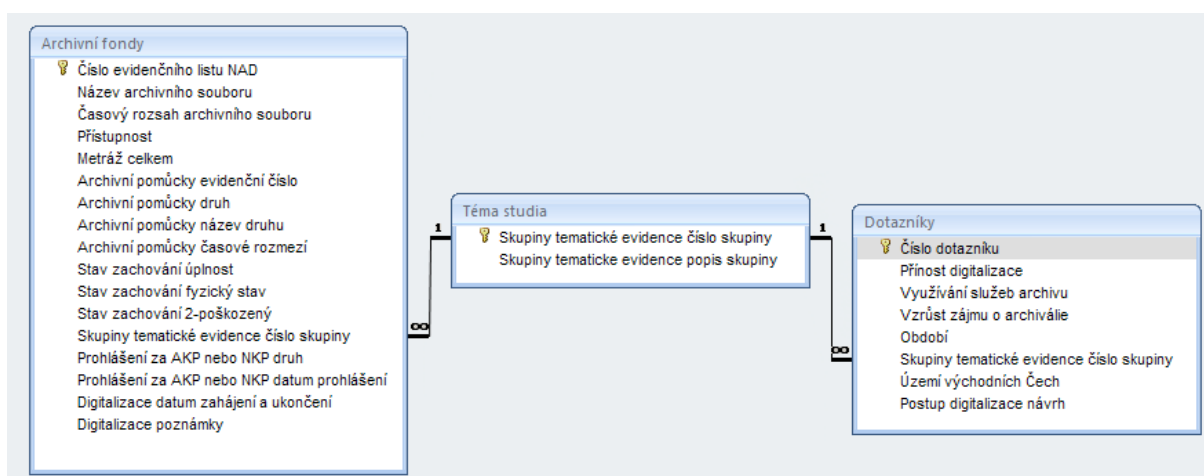 Archivní fondy
Číslo evidenčního listu NAD
Název archivního souboru
Časový rozsah archivního souboru
Přístupnost
Metráž celkem
Archivní pomůcky evidenční číslo
Archivní pomůcky druh
Archivní pomůcky název druhu
Archivní pomůcky časové rozmezí
Stav zachování úplnost
Stav zachování fyzický stav
Stav zachování 2-poškozený
Skupiny tematické evidence číslo skupiny
Prohlášení za AKP nebo NKP druh
Prohlášení za AKP nebo NKP datum prohlášení
Digitalizace datum zahájení a ukončení
Digitalizace poznámky
1
∞
Téma studia
Skupiny tematické evidence číslo skupiny
Skupiny tematicke evidence popis skupiny
1
∞
Dotazníky
Číslo dotazníku
Přínost digitalizace
Využívání služeb archivu
Vzrůst zájmu o archiválie
Období
Skupiny tematické evidence číslo skupiny
Území východních Čech
Postup digitalizace návrh